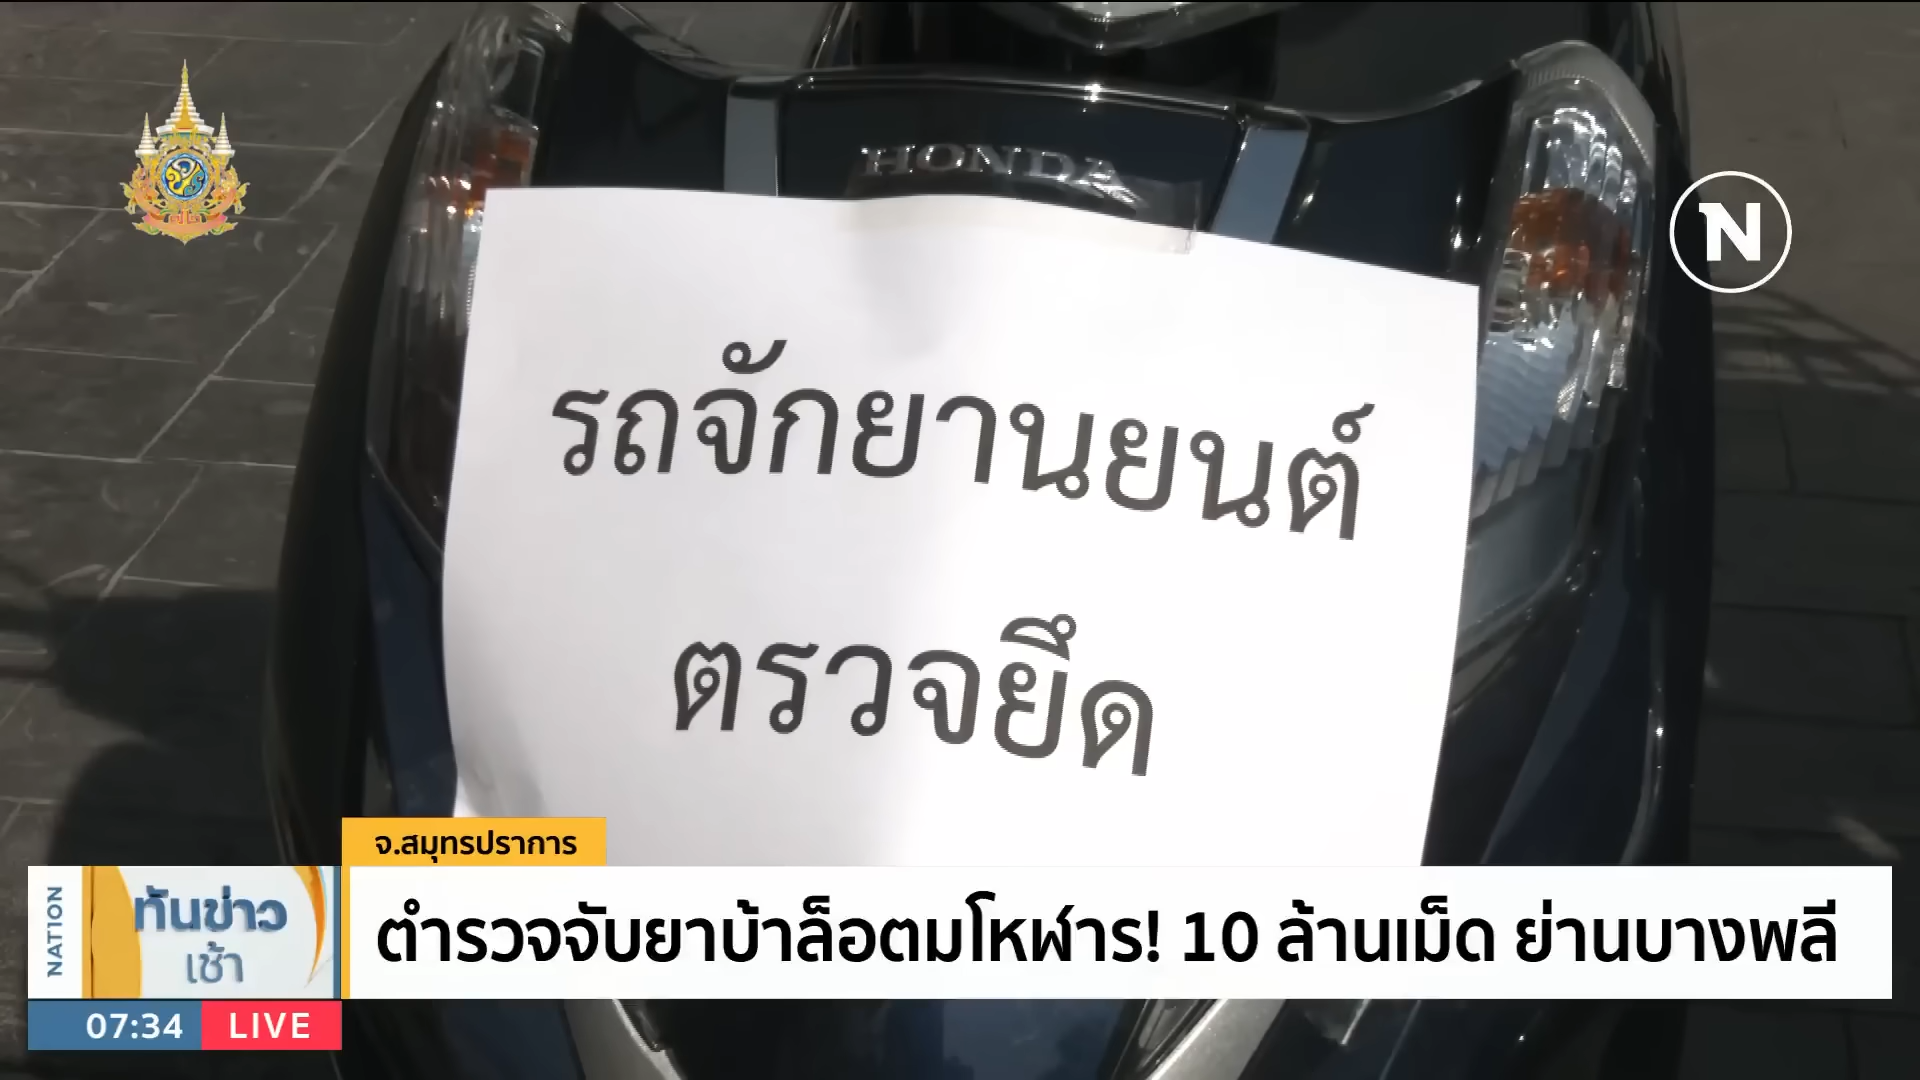 HONDA
N
รถจักยานยนต์
ตรวจยึด
จ.สมุทรปราการ
NATION
ทันข่าว
เช้า
ตำรวจจับยาบ้าล็อตมโหฬาร! 10 ล้านเม็ด ย่านบางพลี
07:34 LIVE